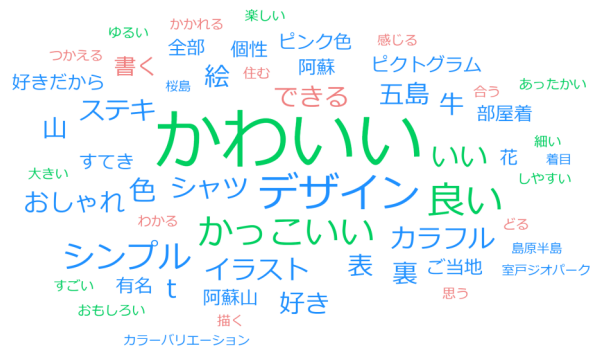 楽しい
かかれる
ゆるい
つかえる
全部
個性
ピンク色
感じる
書く
絵
住む
阿蘇
ピクトグラム
好きだから
桜島
できる
五島
合う
あったかい
山
ステキ
牛
部屋着
かわいい
いい
花
細い
着目
すてき
大きい
しやすい
おしゃれ
色
シャツ
デザイン
良い
わかる
かっこいい
カラフル
どる
島原半島
シンプル
イラスト
表
裏
ご当地
室戸ジオパーク
すごい
有名
t
阿蘇山
好き
思う
おもしろい
描く
カラーバリエーション